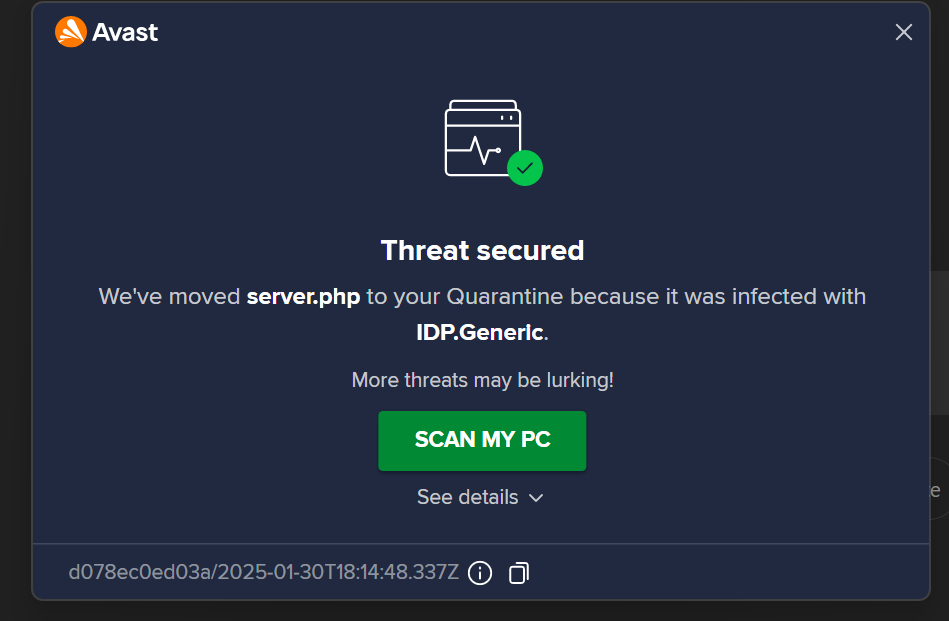 Avast
Threat secured
We've moved server.php to your Quarantine because it was infected with
IDP.Generic.
More threats may be lurking!
SCAN MY PC
See details
e
d078ec0ed03a/2025-01-30T18:14:48.337Z